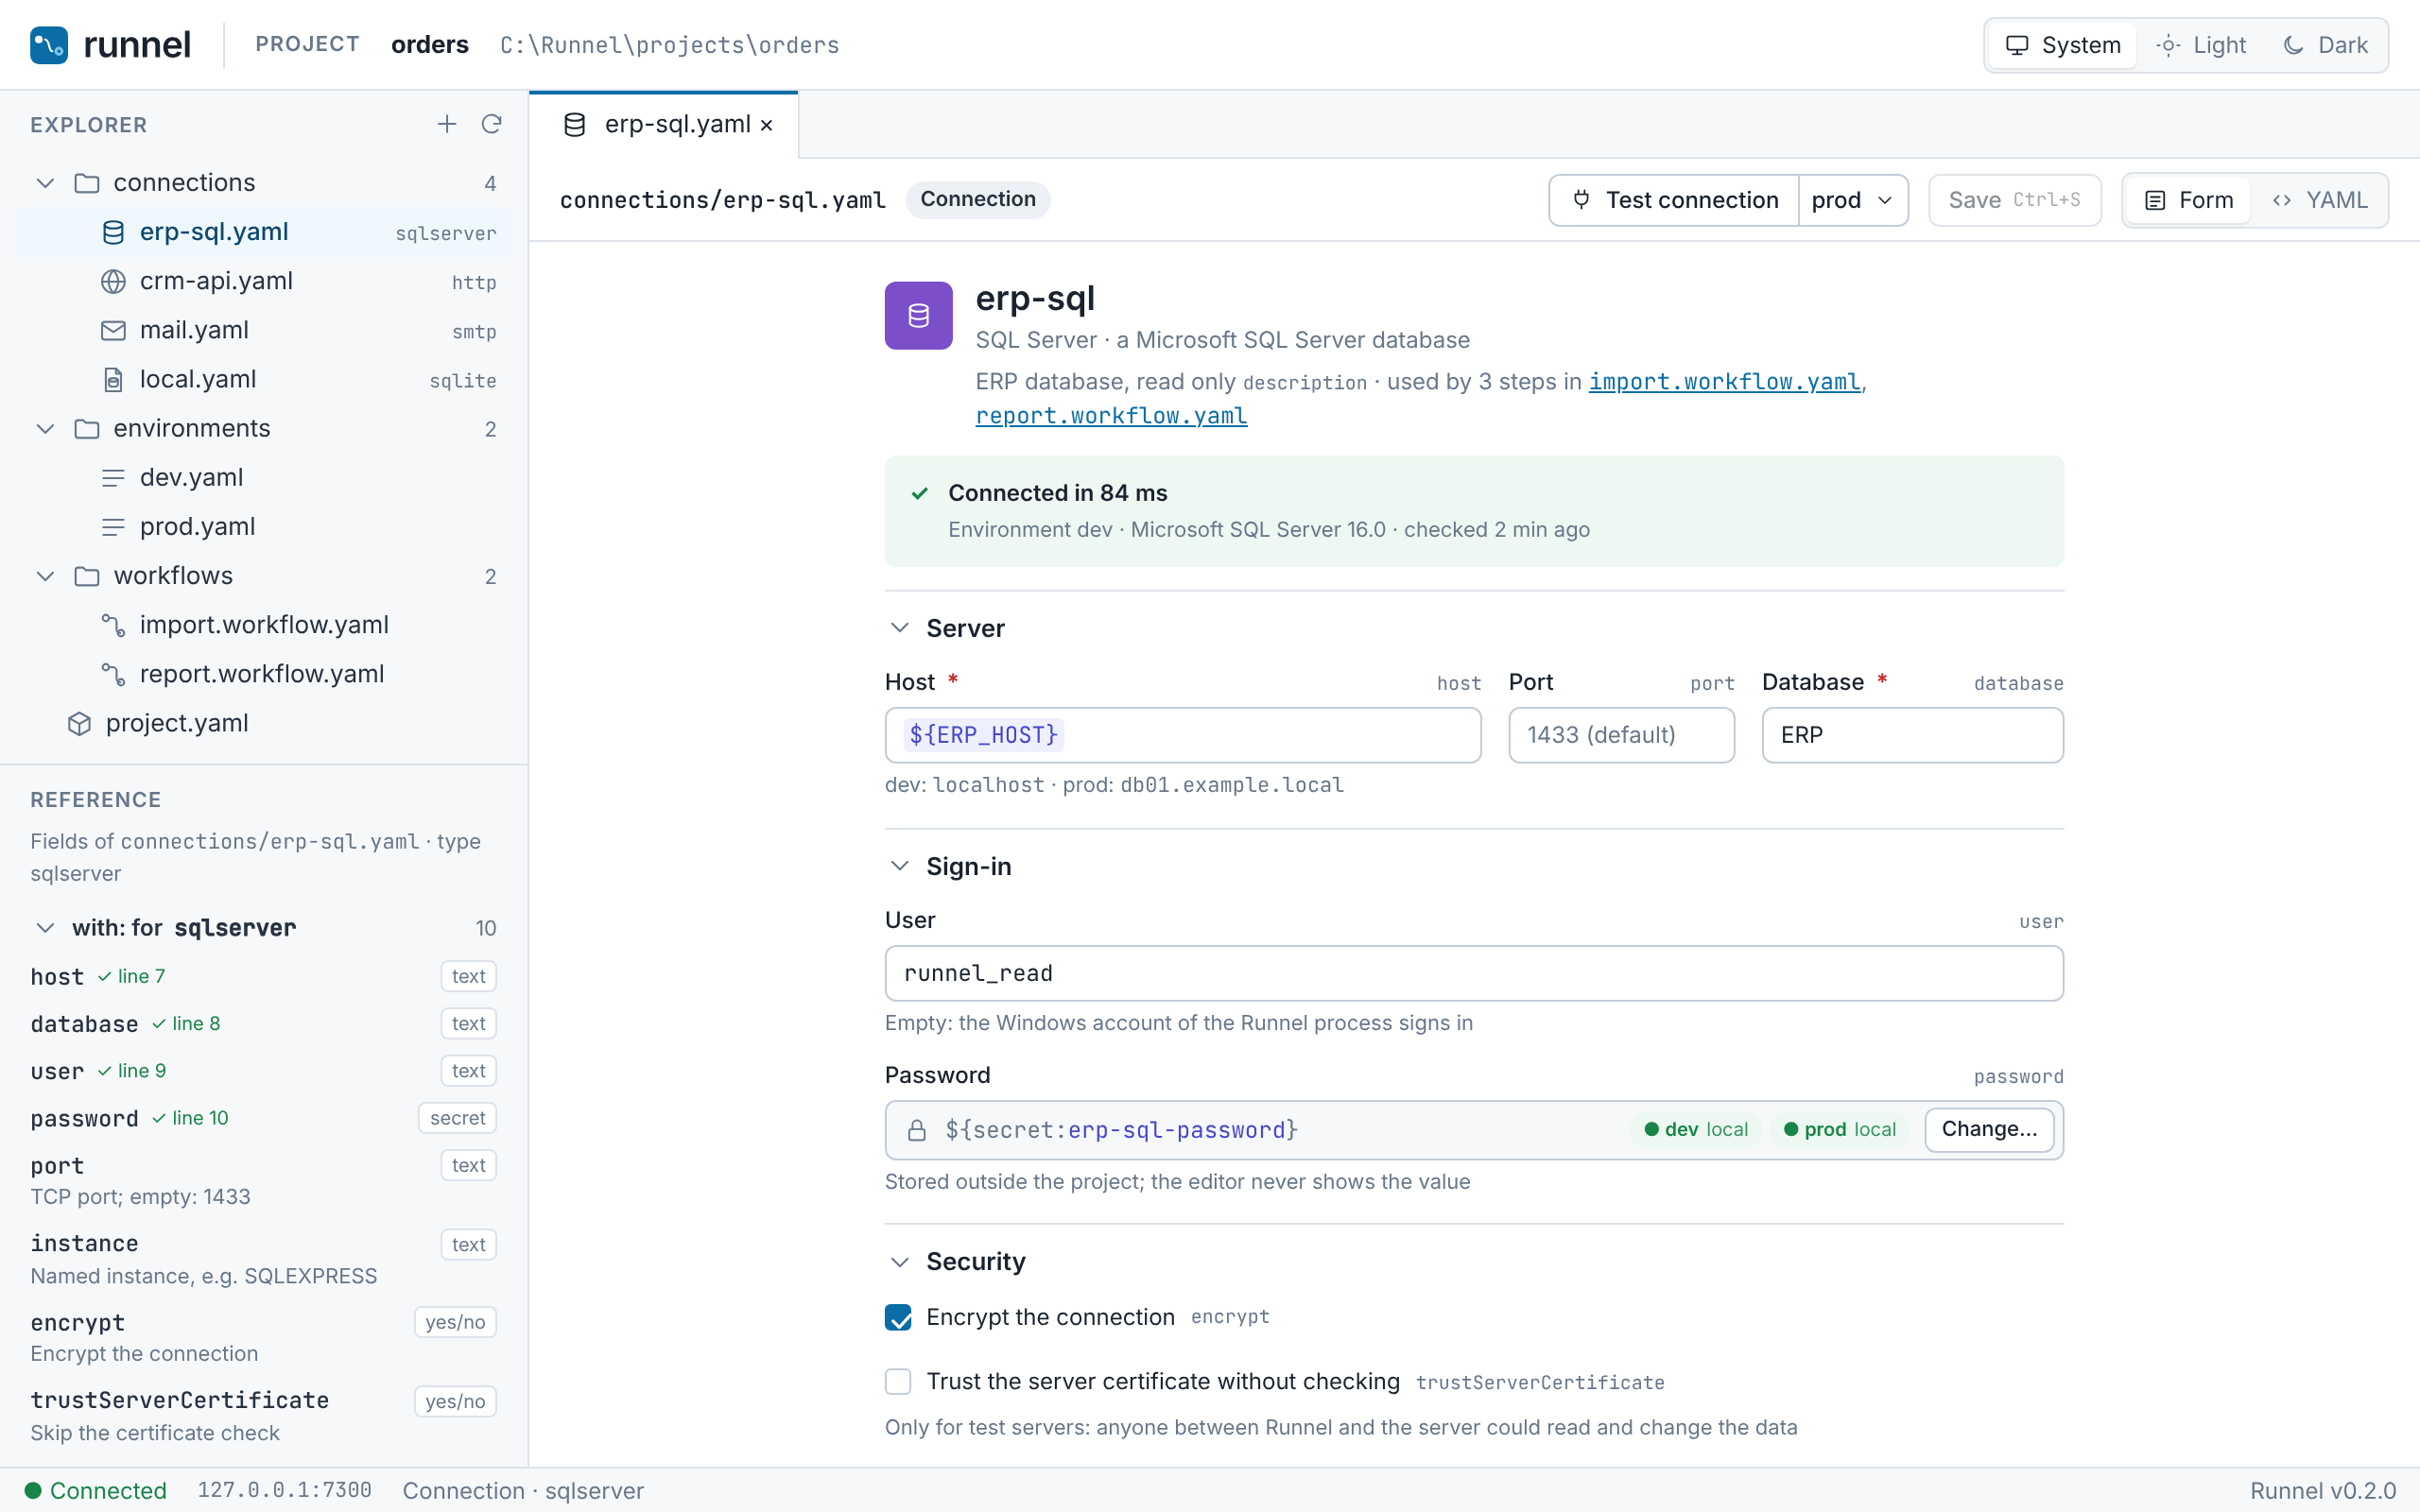 runnel PROJECT orders C:\Runnel\projects\orders System Light Dark
EXPLORER
connections 4
erp-sql.yaml sqlserver
crm-api.yaml http
mail.yaml smtp
local.yaml sqlite
environments 2
dev.yaml
prod.yaml
workflows 2
import.workflow.yaml
report.workflow.yaml
project.yaml
REFERENCE
Fields of connections/erp-sql.yaml · type
sqlserver
with: for sqlserver 10
host ✓ line 7 text
database ✓ line 8 text
user ✓ line 9 text
password ✓ line 10 secret
port text
TCP port; empty: 1433
instance text
Named instance, e.g. SQLEXPRESS
encrypt yes/no
Encrypt the connection
trustServerCertificate yes/no
Skip the certificate check
erp-sql.yaml ×
connections/erp-sql.yaml Connection Test connection prod Save Ctrl+S Form YAML
erp-sql
SQL Server · a Microsoft SQL Server database
ERP database, read only description · used by 3 steps in import.workflow.yaml,
report.workflow.yaml
Connected in 84 ms
Environment dev · Microsoft SQL Server 16.0 · checked 2 min ago
Server
Host * host Port port Database * database
${ERP_HOST} 1433 (default) ERP
dev: localhost · prod: db01.example.local
Sign-in
User user
runnel_read
Empty: the Windows account of the Runnel process signs in
Password password
${secret:erp-sql-password} dev local prod local Change...
Stored outside the project; the editor never shows the value
Security
Encrypt the connection encrypt
Trust the server certificate without checking trustServerCertificate
Only for test servers: anyone between Runnel and the server could read and change the data
Connected 127.0.0.1:7300 Connection · sqlserver Runnel v0.2.0